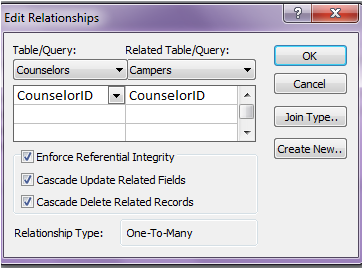 Edit Relationships
Table/Query: Related Table/Query:
Counselors Campers
CounselorID CounselorID
Enforce Referential Integrity
Cascade Update Related Fields
Cascade Delete Related Records
Relationship Type: One-To-Many
? X
OK
Cancel
Join Type..
Create New..